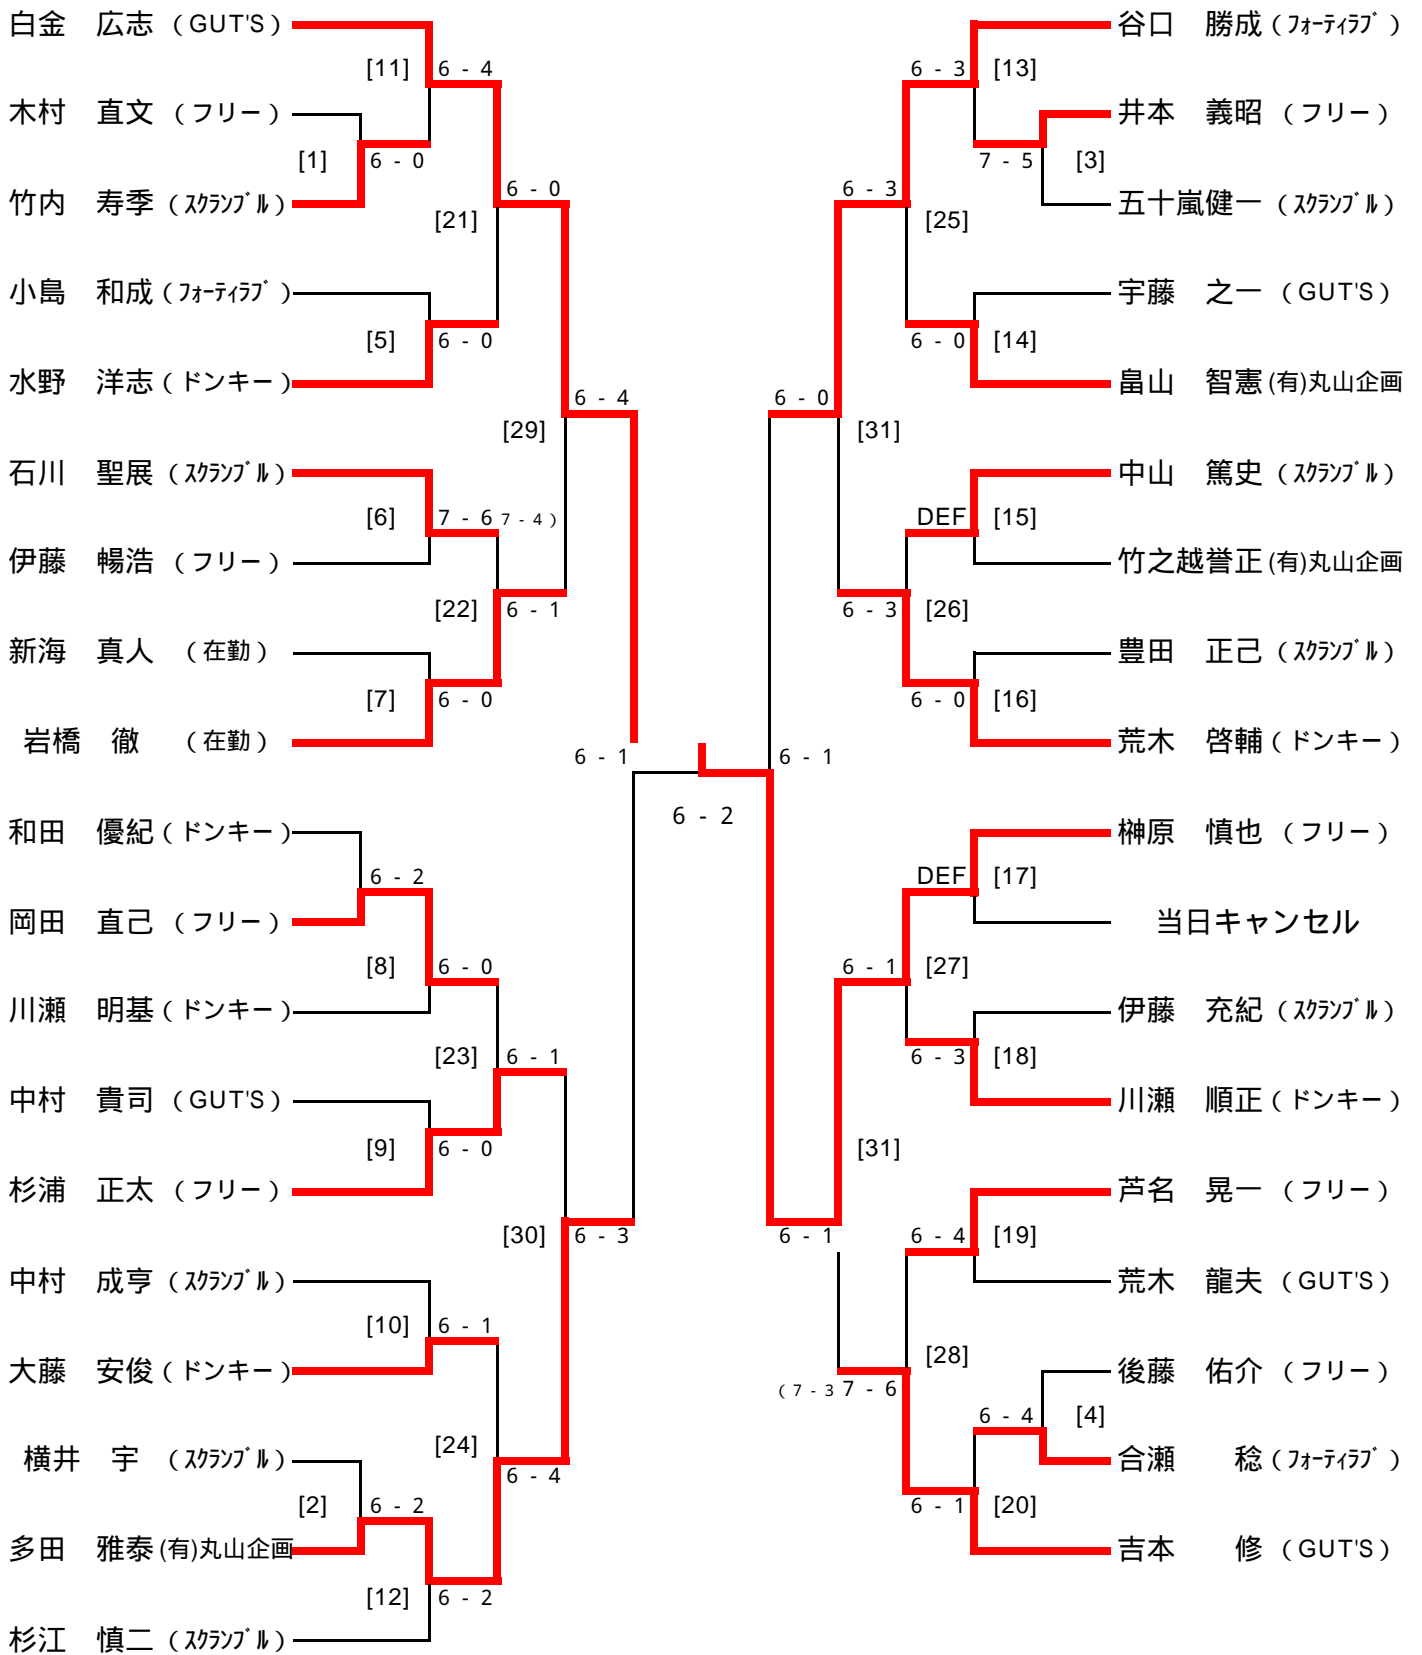 白金　広志（GUT'S）
[11]
6 - 4
木村　直文（フリー）
[1]
6 - 0
竹内　寿季（ｽｸﾗﾝﾌﾞﾙ）
6 - 0
[21]
小島　和成（ﾌｫｰﾃｨﾗﾌﾞ）
[5]
6 - 0
水野　洋志（ドンキー）
6 - 4
[29]
石川　聖展（ｽｸﾗﾝﾌﾞﾙ）
[6]
7 - 6 7 - 4 )
伊藤　暢浩（フリー）
[22]
6 - 1
新海　真人　（在勤）
[7]
6 - 0
岩橋　徹　（在勤）
6 - 1
和田　優紀（ドンキー）
6 - 2
岡田　直己（フリー）
[8]
6 - 0
川瀬　明基（ドンキー）
[23]
6 - 1
中村　貴司（GUT'S）
[9]
6 - 0
杉浦　正太（フリー）
[30]
6 - 3
中村　成亨（ｽｸﾗﾝﾌﾞﾙ）
[10]
6 - 1
大藤　安俊（ドンキー）
[24]
6 - 4
横井　宇　（ｽｸﾗﾝﾌﾞﾙ）
[2]
6 - 2
多田　雅泰(有)丸山企画
[12]
6 - 2
杉江　慎二（ｽｸﾗﾝﾌﾞﾙ）
6 - 2
谷口　勝成（ﾌｫｰﾃｨﾗﾌﾞ）
6 - 3
[13]
井本　義昭（フリー）
7 - 5
[3]
五十嵐健一（ｽｸﾗﾝﾌﾞﾙ）
6 - 3
[25]
宇藤　之一（GUT'S）
6 - 0
[14]
畠山　智憲(有)丸山企画
6 - 0
[31]
中山　篤史（ｽｸﾗﾝﾌﾞﾙ）
DEF
[15]
竹之越誉正(有)丸山企画
6 - 3
[26]
豊田　正己（ｽｸﾗﾝﾌﾞﾙ）
6 - 0
[16]
荒木　啓輔（ドンキー）
6 - 1
榊原　慎也（フリー）
DEF
[17]
当日キャンセル
6 - 1
[27]
伊藤　充紀（ｽｸﾗﾝﾌﾞﾙ）
6 - 3
[18]
川瀬　順正（ドンキー）
[31]
6 - 1
芦名　晃一（フリー）
6 - 4
[19]
荒木　龍夫（GUT'S）
[28]
( 7 - 3 7 - 6
後藤　佑介（フリー）
6 - 4
[4]
合瀬　　稔（ﾌｫｰﾃｨﾗﾌﾞ）
6 - 1
[20]
吉本　　修（GUT'S）